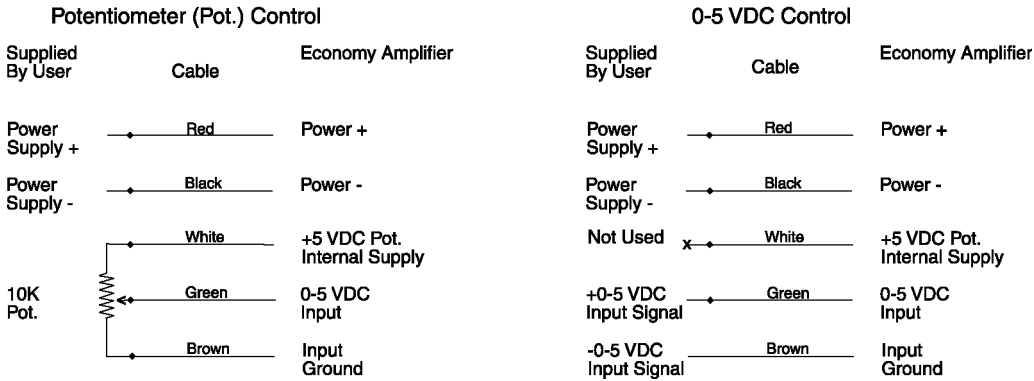 Potentiometer (Pot.) Control
Supplied
By User
Cable
Economy Amplifier
Power
Supply +
Red
Power +
Power
Supply -
Black
Power -
White
+5 VDC Pot.
Internal Supply
10K
Pot.
Green
0-5 VDC
Input
Brown
Input
Ground
0-5 VDC Control
Supplied
By User
Cable
Economy Amplifier
Power
Supply +
Red
Power +
Power
Supply -
Black
Power -
Not Used
x
White
+5 VDC Pot.
Internal Supply
+0-5 VDC
Input Signal
Green
0-5 VDC
Input
-0-5 VDC
Input Signal
Brown
Input
Ground